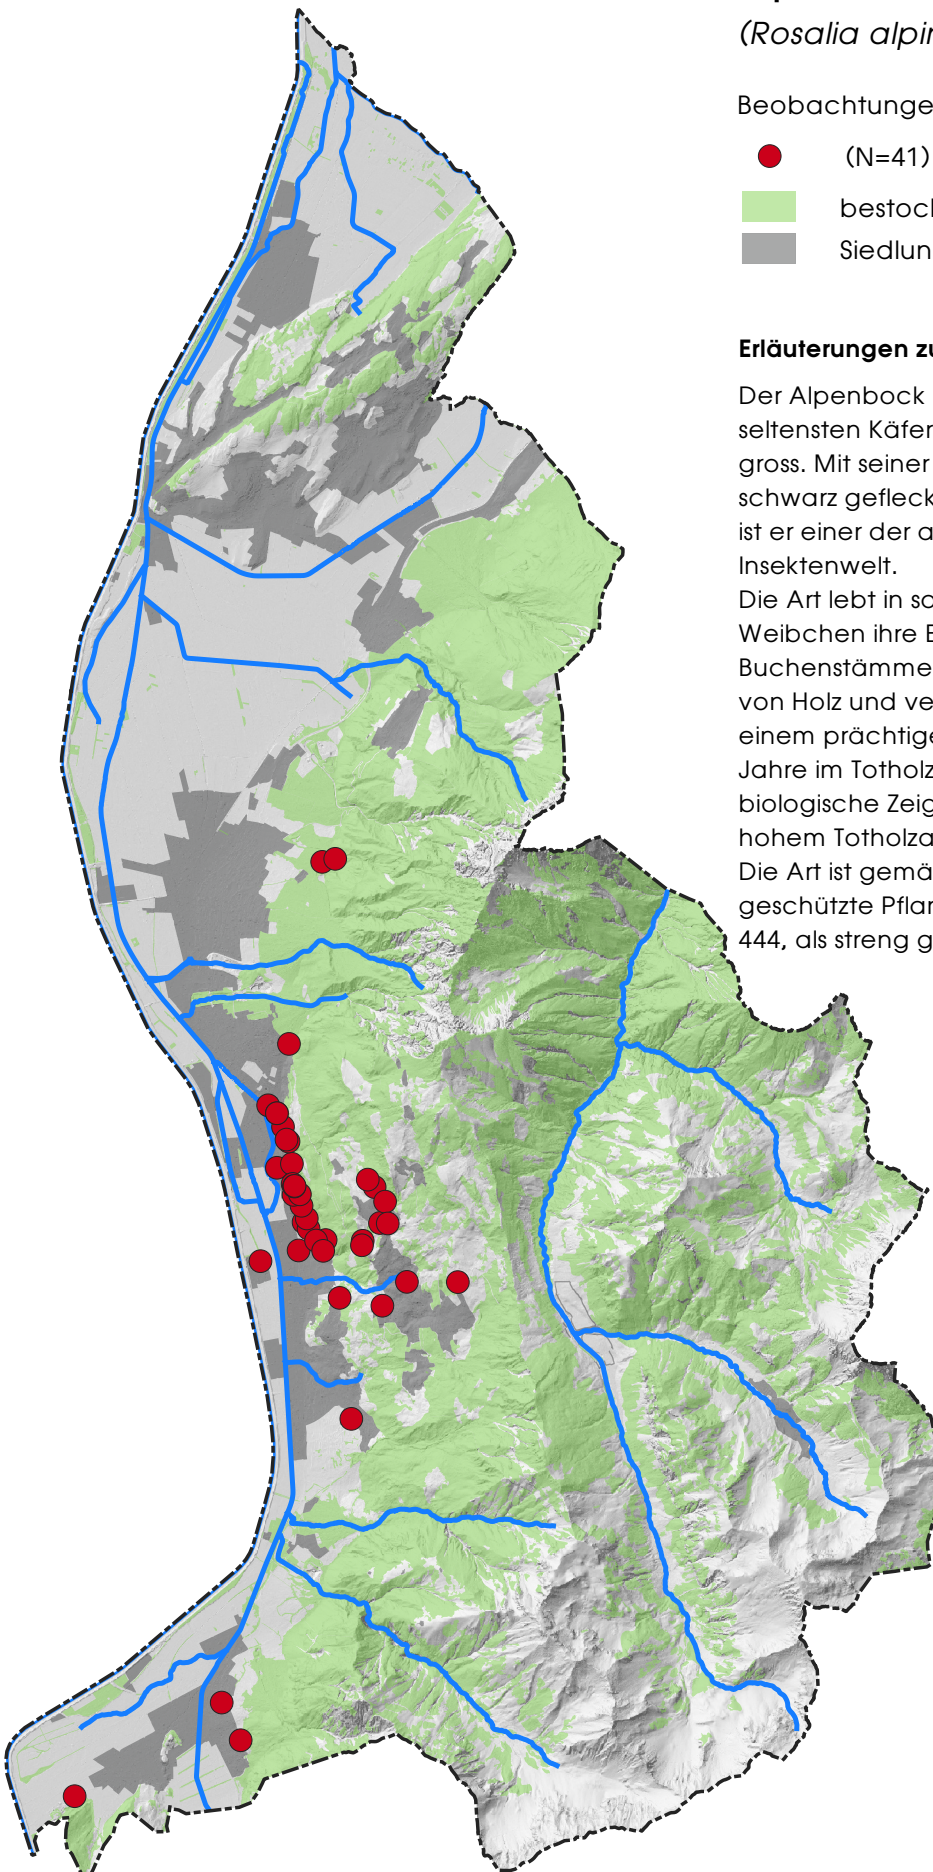 (Rosalia alpin
Beobachtunge
(N=41)
bestock
Siedlun
Erläuterungen zu
Der Alpenbock
seltensten Käfer
gross. Mit seiner
schwarz gefleck
ist er einer der a
Insektenwelt.
Die Art lebt in so
Weibchen ihre E
Buchenstämme
von Holz und ve
einem prächtige
Jahre im Totholz
biologische Zeig
hohem Totholza
Die Art ist gemä
geschützte Pflan
444, als streng g